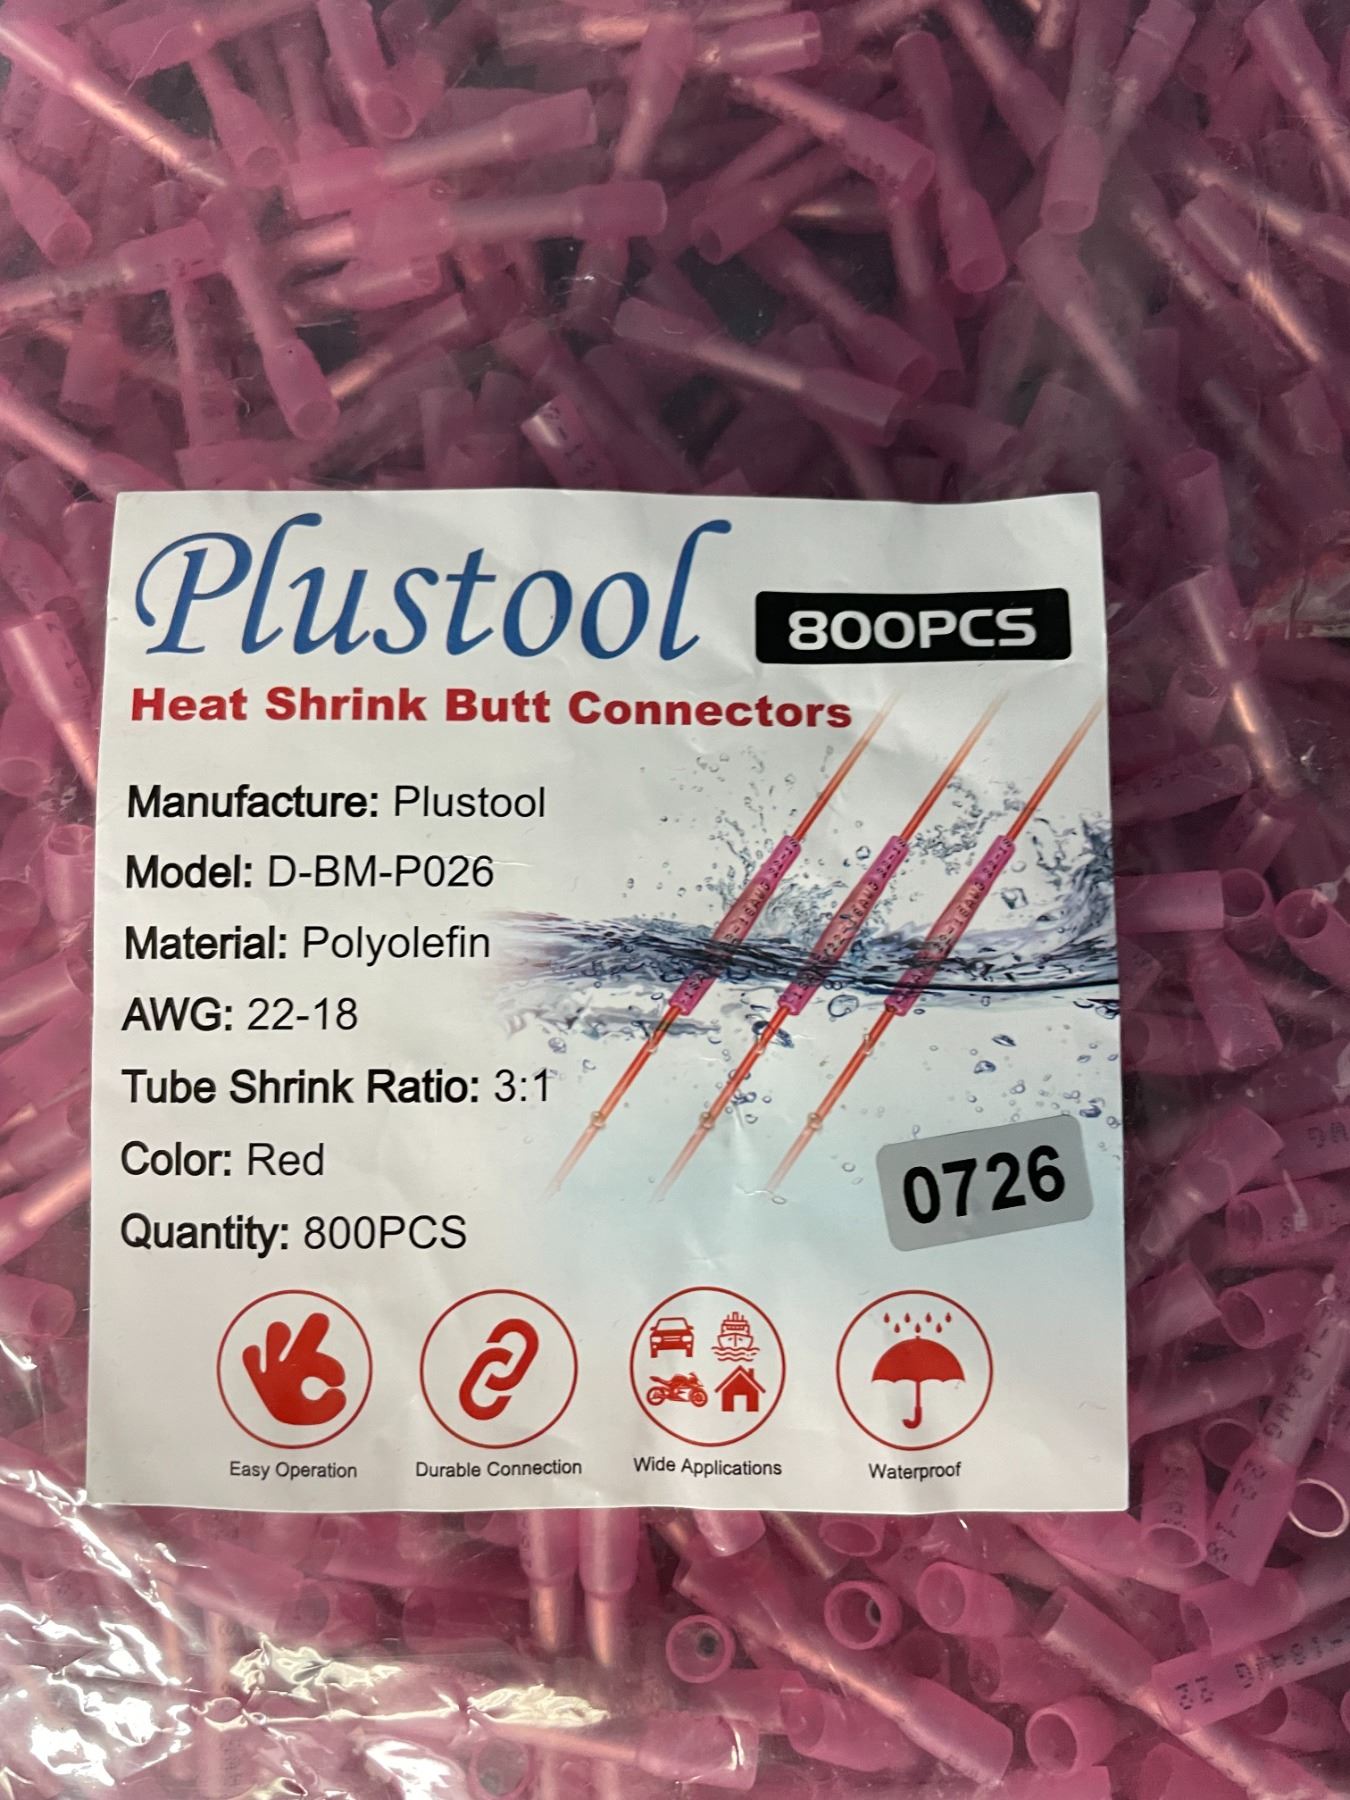 Plustool
800PCS
Heat Shrink Butt Connectors
Manufacture: Plustool
Model: D-BM-P026
Material: Polyolefin
AWG: 22-18
Tube Shrink Ratio: 3:1
Color: Red
Quantity: 800PCS
0726
Easy Operation
Durable Connection
Wide Applications
Waterproof